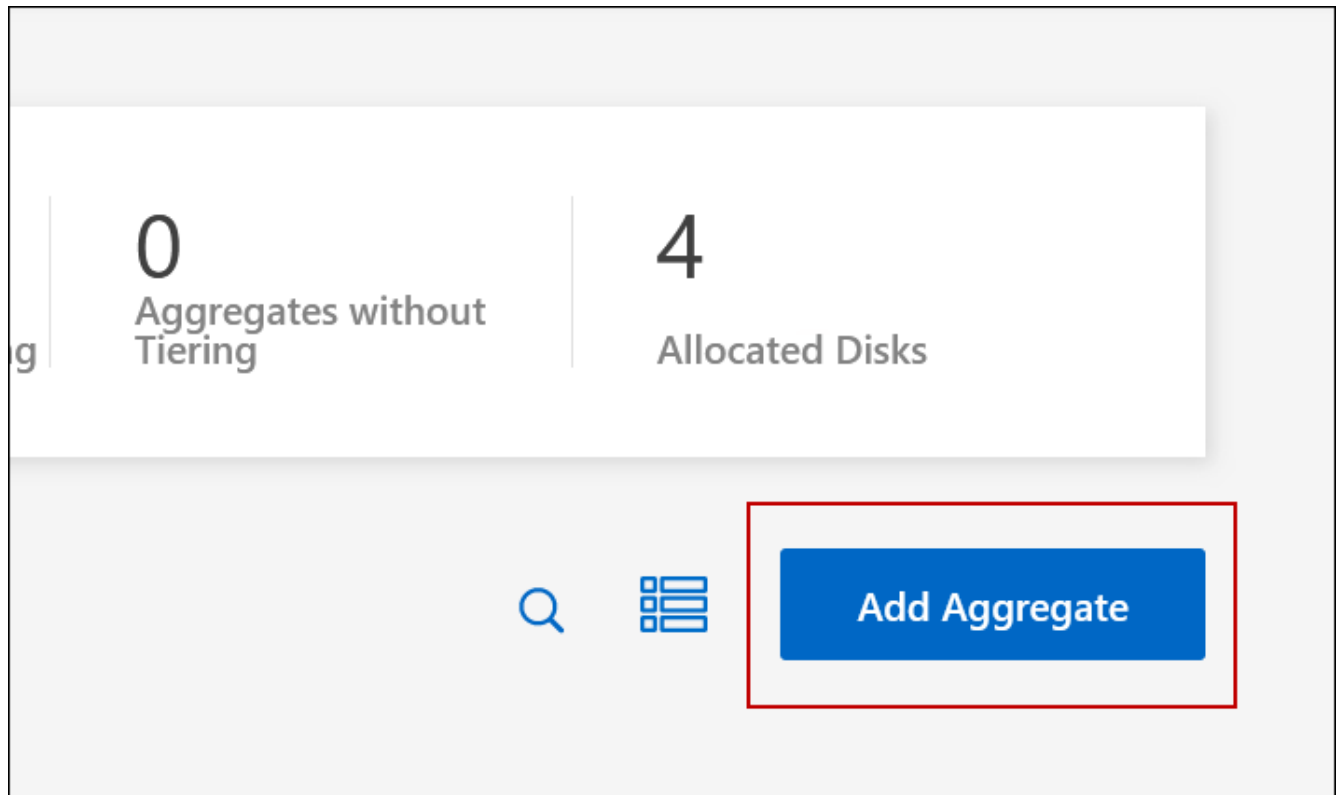 0
Aggregates without
Tiering
4
Allocated Disks
Add Aggregate